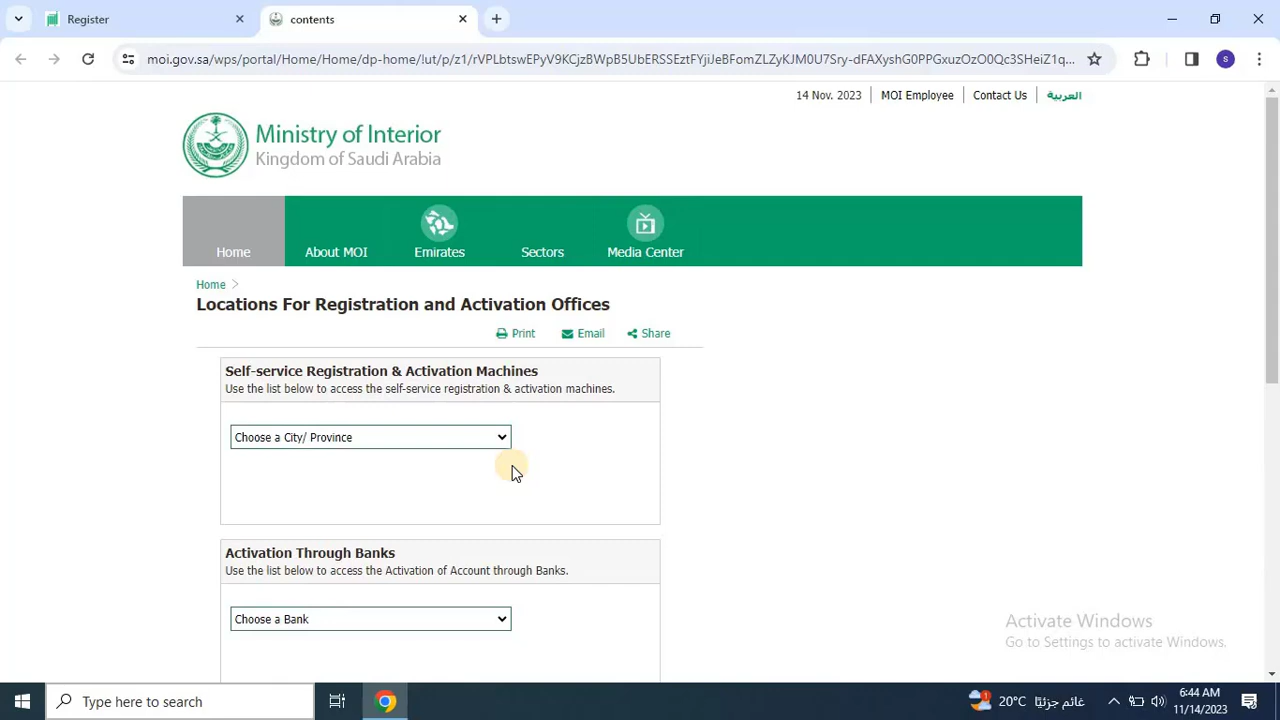 Register
contents
moi.gov.sa/wps/portal/Home/Home/dp-home/!ut/p/z1/rVPLbtswEPyV9KCjzBWpB5UbERSSEztFYjiJeBFomZLZyKJM0U7Sry-dFAXyshG0PPGxuzOzO0Qc3SHeiZ1q...
14 Nov. 2023
MOI Employee
Contact Us
العربية
Ministry of Interior
Kingdom of Saudi Arabia
Home
About MOI
Emirates
Sectors
Media Center
Home >
Locations For Registration and Activation Offices
Print
Email
Share
Self-service Registration & Activation Machines
Use the list below to access the self-service registration & activation machines.
Choose a City/ Province
Activation Through Banks
Use the list below to access the Activation of Account through Banks.
Choose a Bank
Activate Windows
Go to Settings to activate Windows.
Type here to search
1
20°C
غائم جزئيًا
6:44 AM
11/14/2023
s